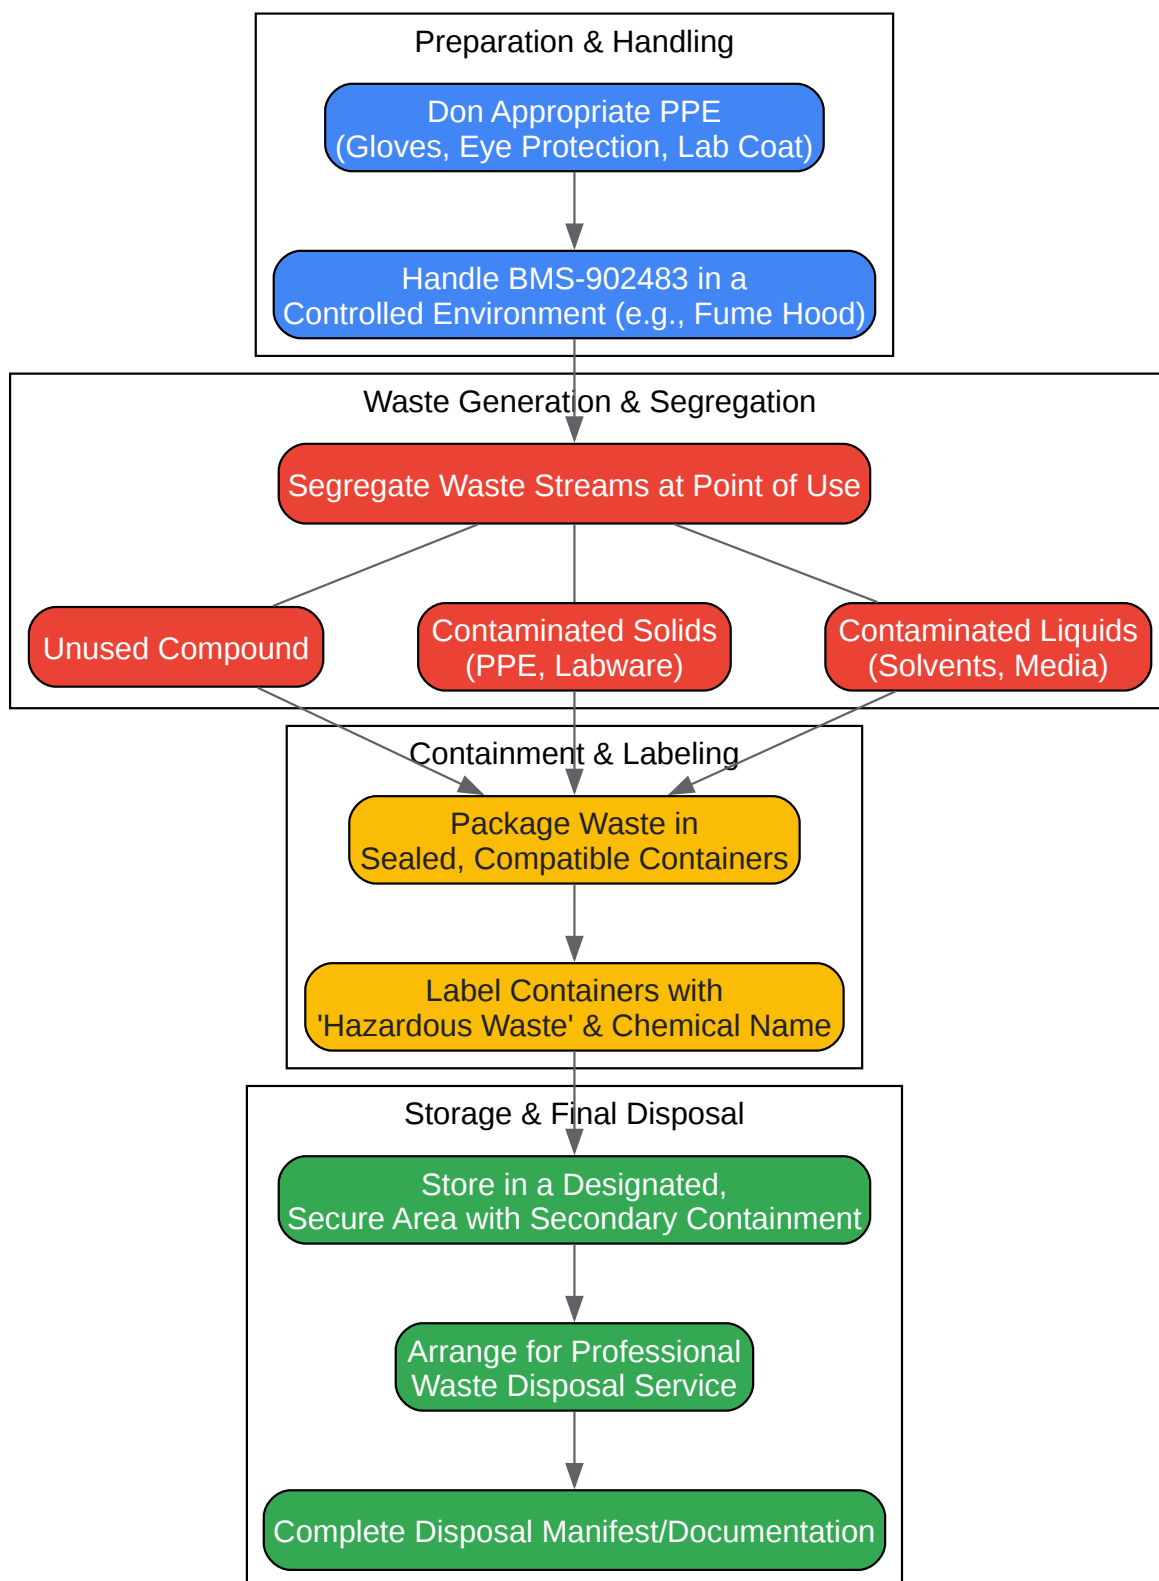 Preparation & Handling
Don Appropriate PPE
(Gloves, Eye Protection, Lab Coat)
Handle BMS-902483 in a
Controlled Environment (e.g., Fume Hood)
Waste Generation & Segregation
Segregate Waste Streams at Point of Use
Unused Compound
Contaminated Solids
(PPE, Labware)
Contaminated Liquids
(Solvents, Media)
Containment & Labeling
Package Waste in
Sealed, Compatible Containers
Label Containers with
'Hazardous Waste' & Chemical Name
Storage & Final Disposal
Store in a Designated,
Secure Area with Secondary Containment
Arrange for Professional
Waste Disposal Service
Complete Disposal Manifest/Documentation